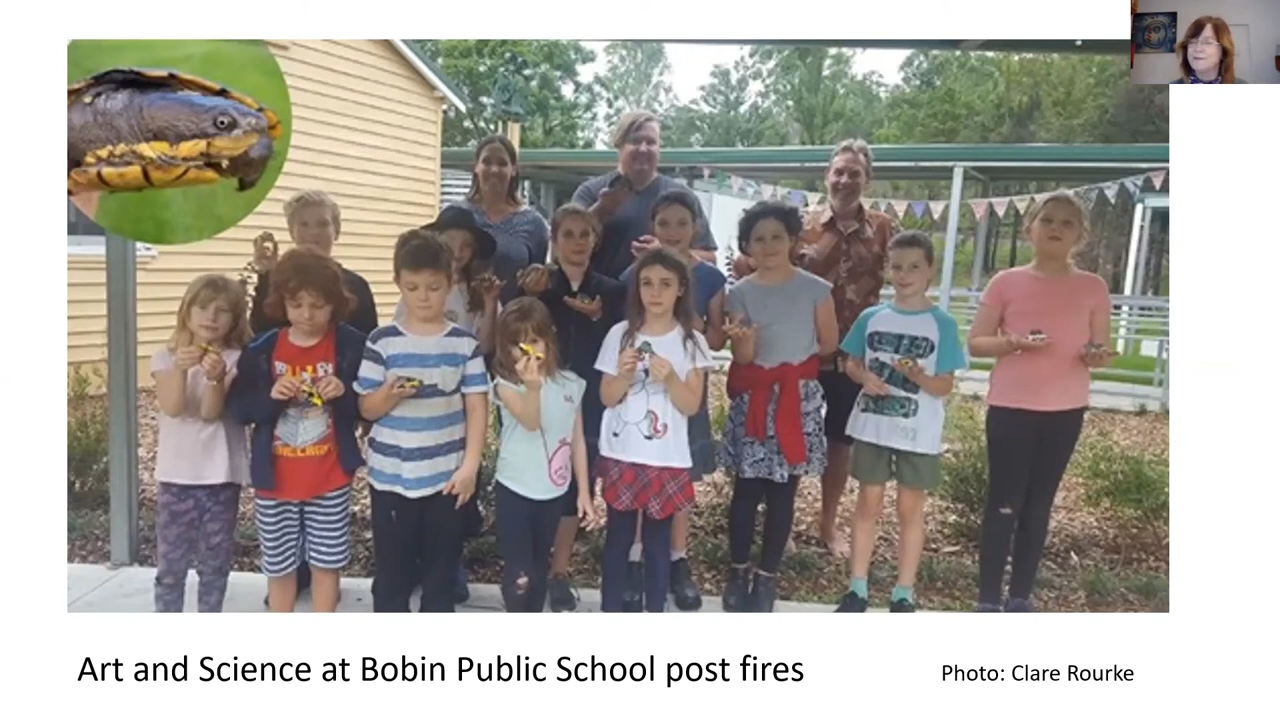 Art and Science at Bobin Public School post fires
Photo: Clare Rourke